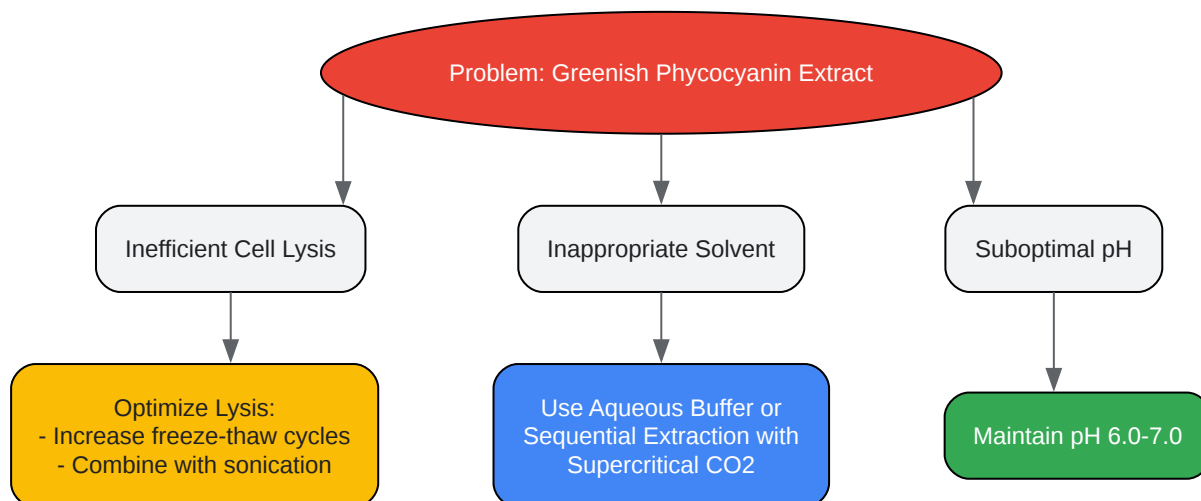 Problem: Greenish Phycocyanin Extract
Inefficient Cell Lysis
Inappropriate Solvent
Suboptimal pH
Optimize Lysis:
- Increase freeze-thaw cycles
- Combine with sonication
Use Aqueous Buffer or
Sequential Extraction with
Supercritical CO2
Maintain pH 6.0-7.0